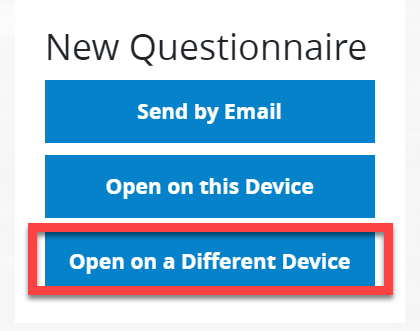 New Questionnaire
Send by Email
Open on this Device
Open on a Different Device